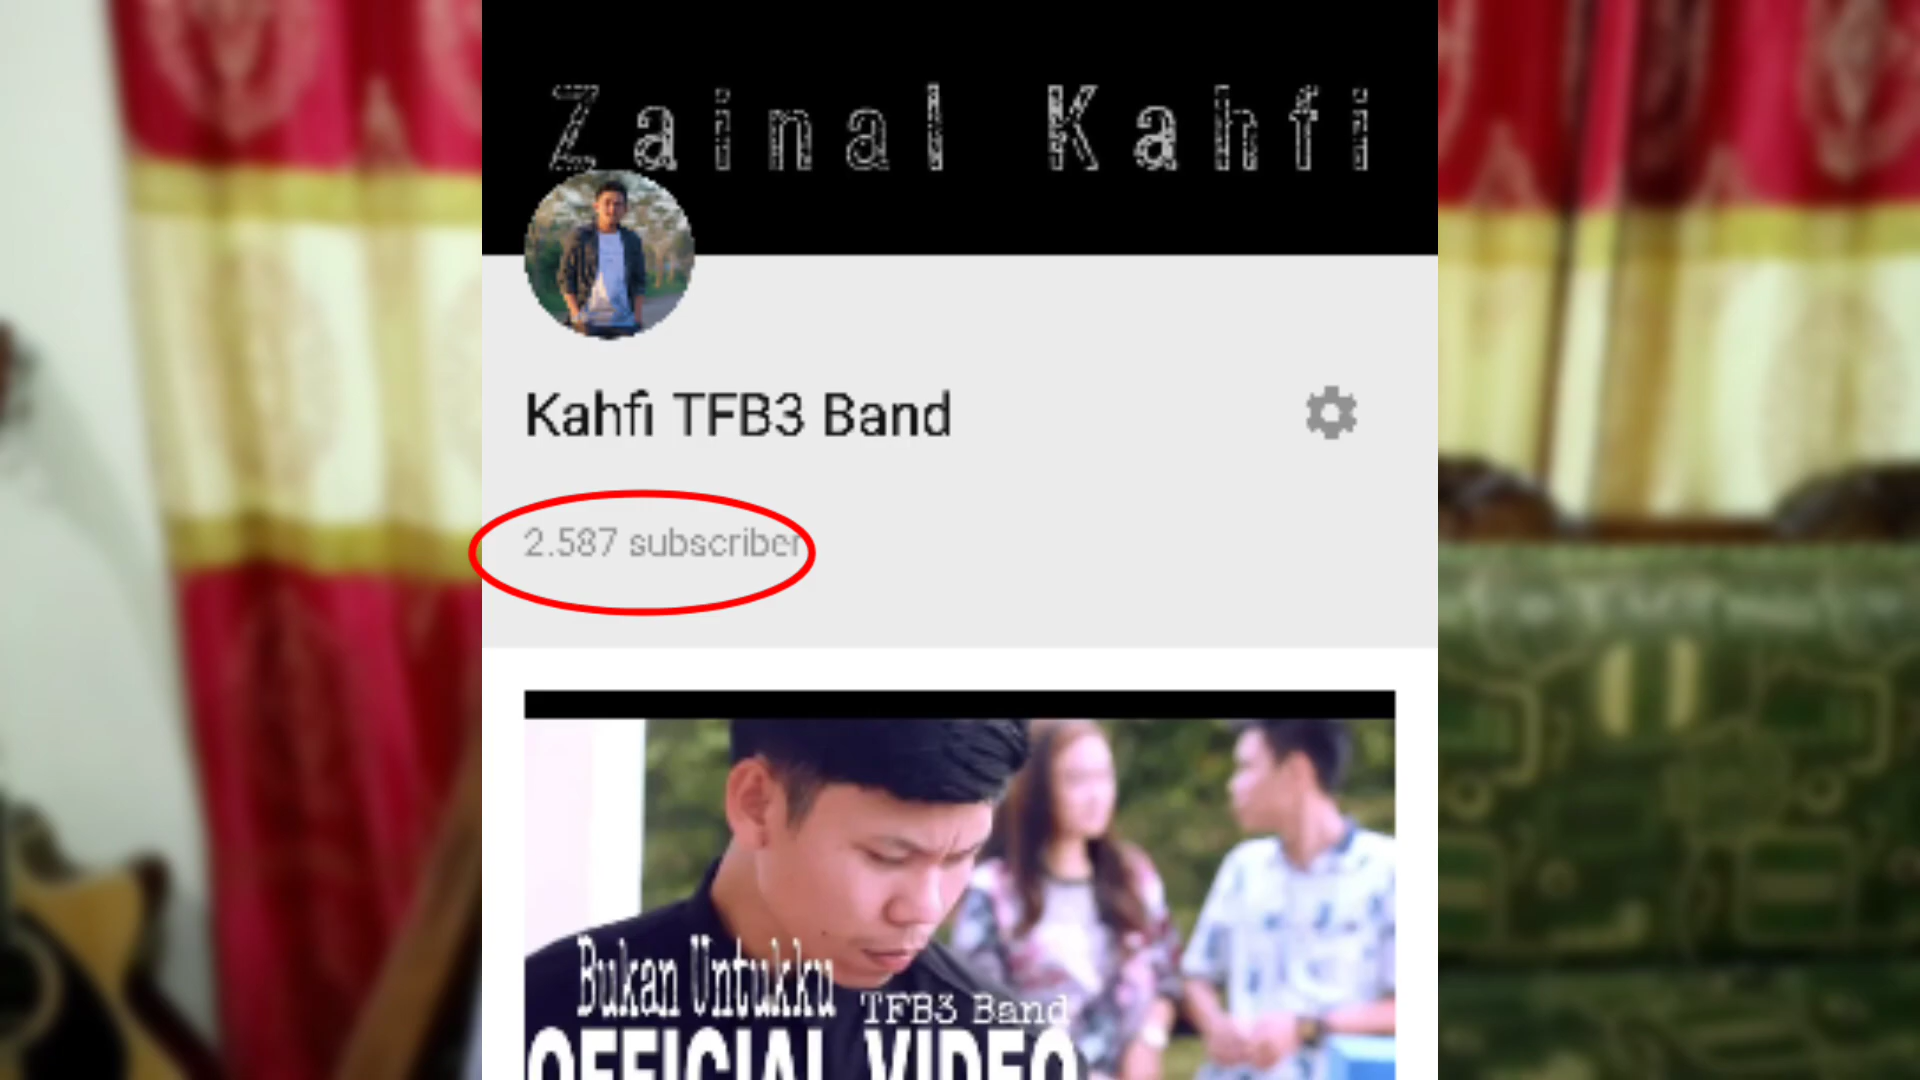 Zainal Kahfi
Kahfi TFB3 Band
2.587 subscriber
Bukan Untukku
TFB3 Band
OFFICIAL VIDEO